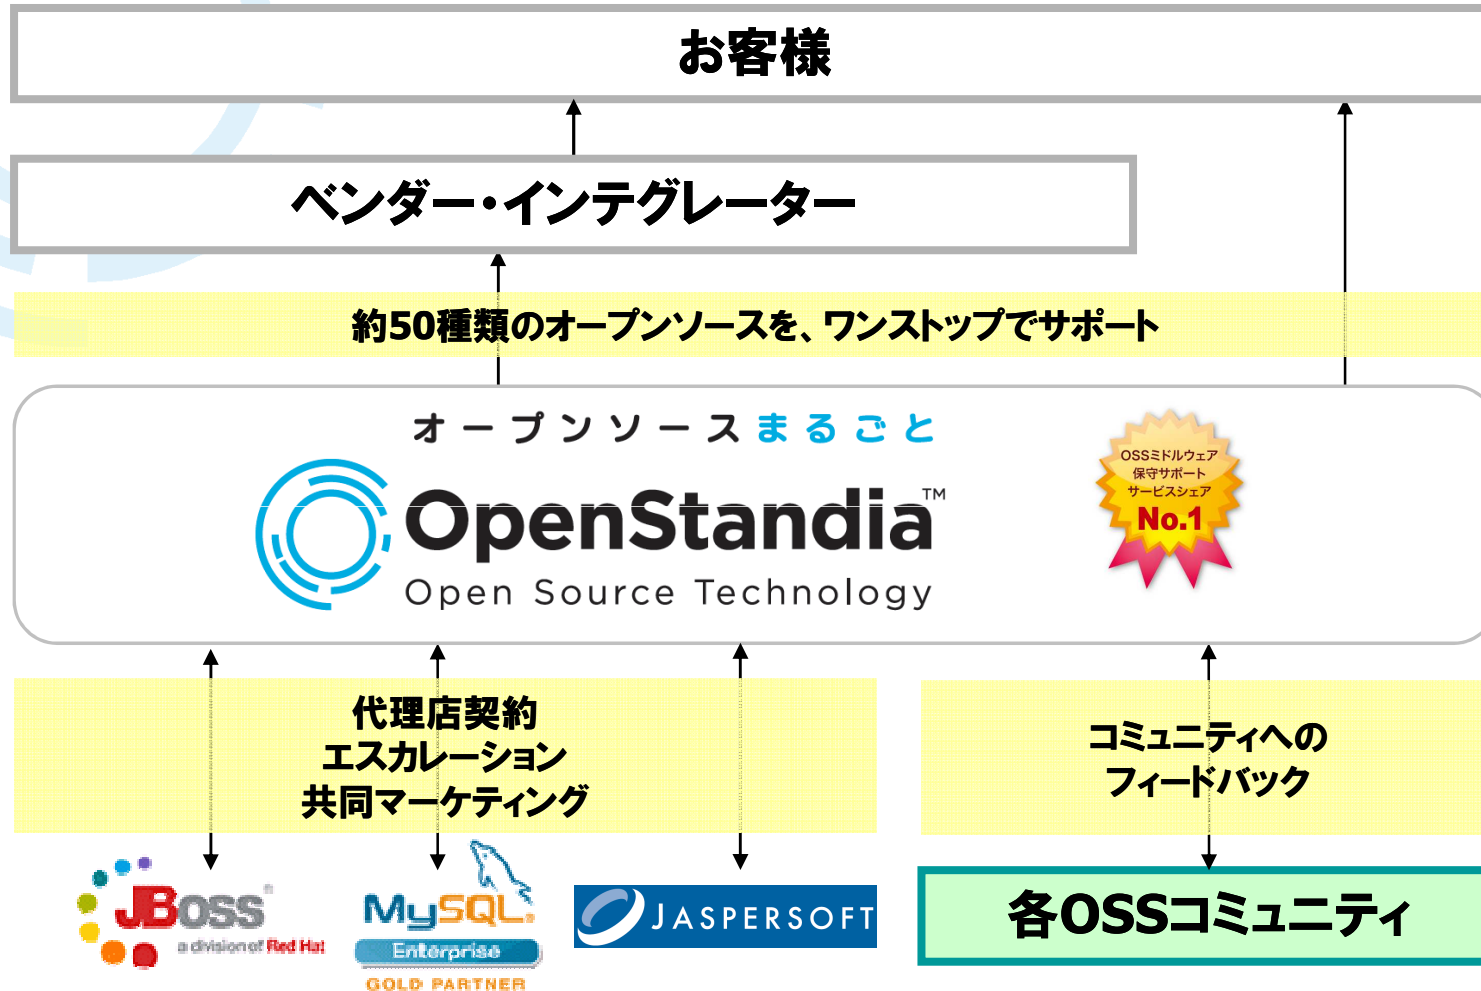 お客様
ベンダー・インテグレーター
約50種類のオープンソースを、ワンストップでサポート
オープンソースまるごと
OpenStandia™
Open Source Technology
OSSミドルウェア
保守サポート
サービスシェア
No.1
代理店契約
エスカレーション
共同マーケティング
コミュニティへの
フィードバック
JBoss®
a division of Red Hat
MySQL®
Enterprise
GOLD PARTNER
JASPERSOFT
各OSSコミュニティ